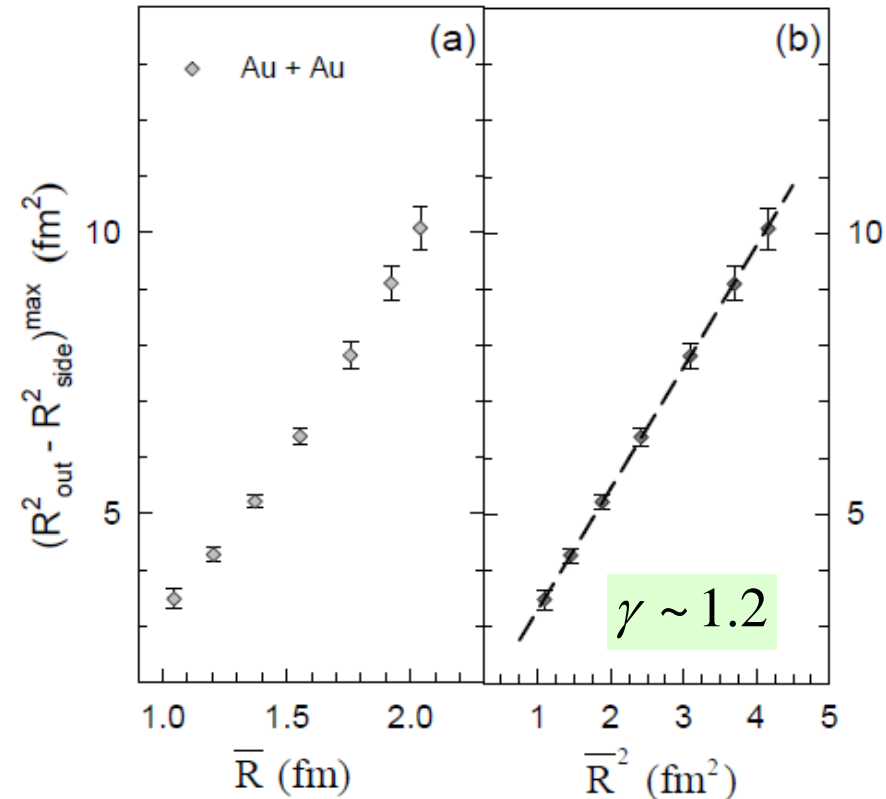 (a)
Au + Au
(R²out - R²side)^max (fm²)
10
5
1.0 1.5 2.0
R̅ (fm)
(b)
10
5
γ ~ 1.2
1 2 3 4 5
R̅² (fm²)